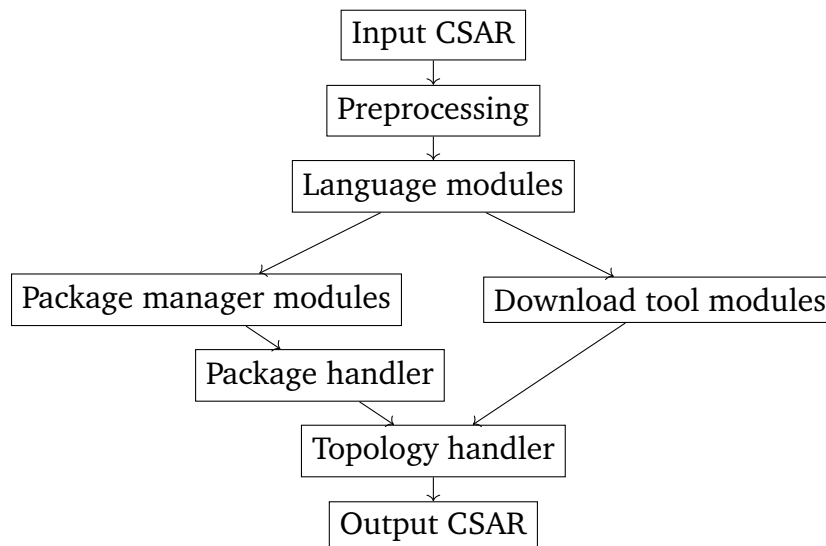 Input CSAR
Preprocessing
Language modules
Package manager modules
Download tool modules
Package handler
Topology handler
Output CSAR